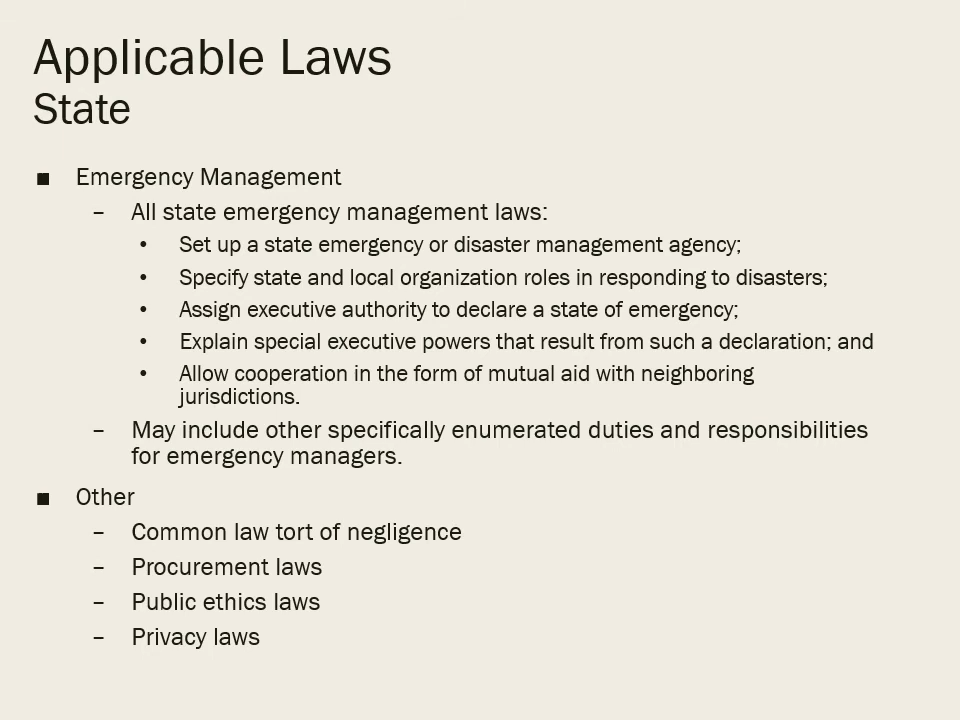 Applicable Laws
State
■ Emergency Management
– All state emergency management laws:
• Set up a state emergency or disaster management agency;
• Specify state and local organization roles in responding to disasters;
• Assign executive authority to declare a state of emergency;
• Explain special executive powers that result from such a declaration; and
• Allow cooperation in the form of mutual aid with neighboring
jurisdictions.
– May include other specifically enumerated duties and responsibilities
for emergency managers.
■ Other
– Common law tort of negligence
– Procurement laws
– Public ethics laws
– Privacy laws